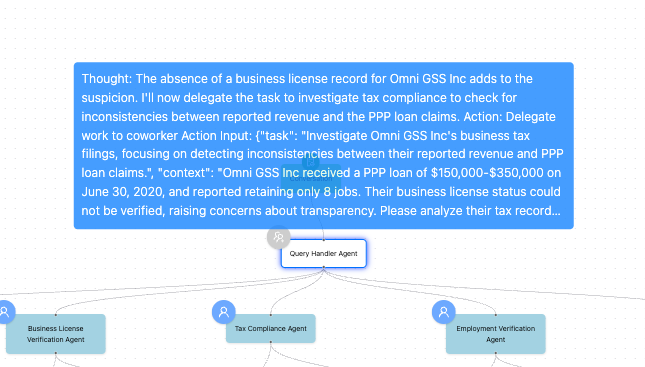 Thought: The absence of a business license record for Omni GSS Inc adds to the
suspicion. I'll now delegate the task to investigate tax compliance to check for
inconsistencies between reported revenue and the PPP loan claims. Action: Delegate
work to coworker Action Input: {"task": "Investigate Omni GSS Inc's business tax
filings, focusing on detecting inconsistencies between their reported revenue and PPP
loan claims.", "context": "Omni GSS Inc received a PPP loan of $150,000-$350,000 on
June 30, 2020, and reported retaining only 8 jobs. Their business license status could
not be verified, raising concerns about transparency. Please analyze their tax record...
Query Handler Agent
Business License
Verification Agent
Tax Compliance Agent
Employment Verification
Agent